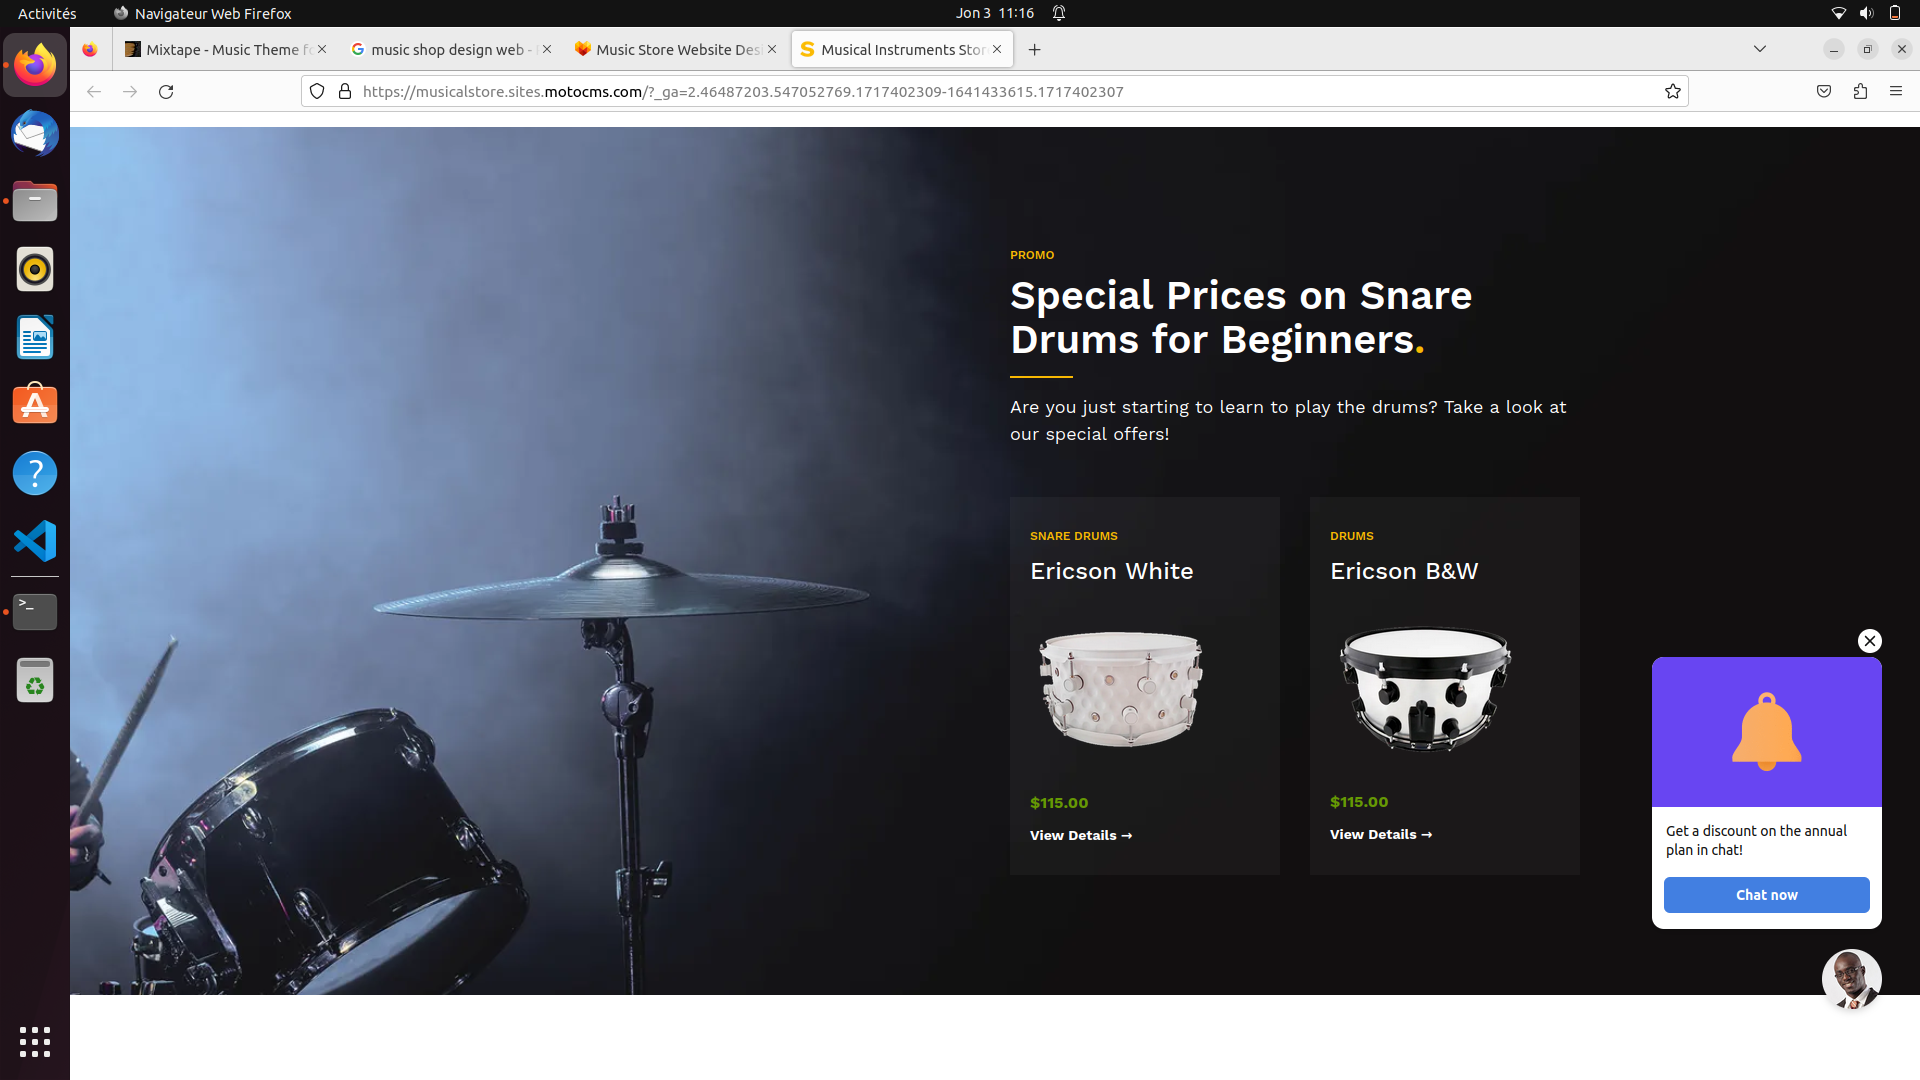 Activités
Navigateur Web Firefox
Jon 3 11:16
Mixtape - Music Theme fo
music shop design web -
Music Store Website Desi
Musical Instruments Stor
https://musicalstore.sites.motocms.com/?_ga=2.46487203.547052769.1717402309-1641433615.1717402307
PROMO
Special Prices on Snare
Drums for Beginners.
Are you just starting to learn to play the drums? Take a look at
our special offers!
SNARE DRUMS
Ericson White
$115.00
View Details →
DRUMS
Ericson B&W
$115.00
View Details →
Get a discount on the annual
plan in chat!
Chat now